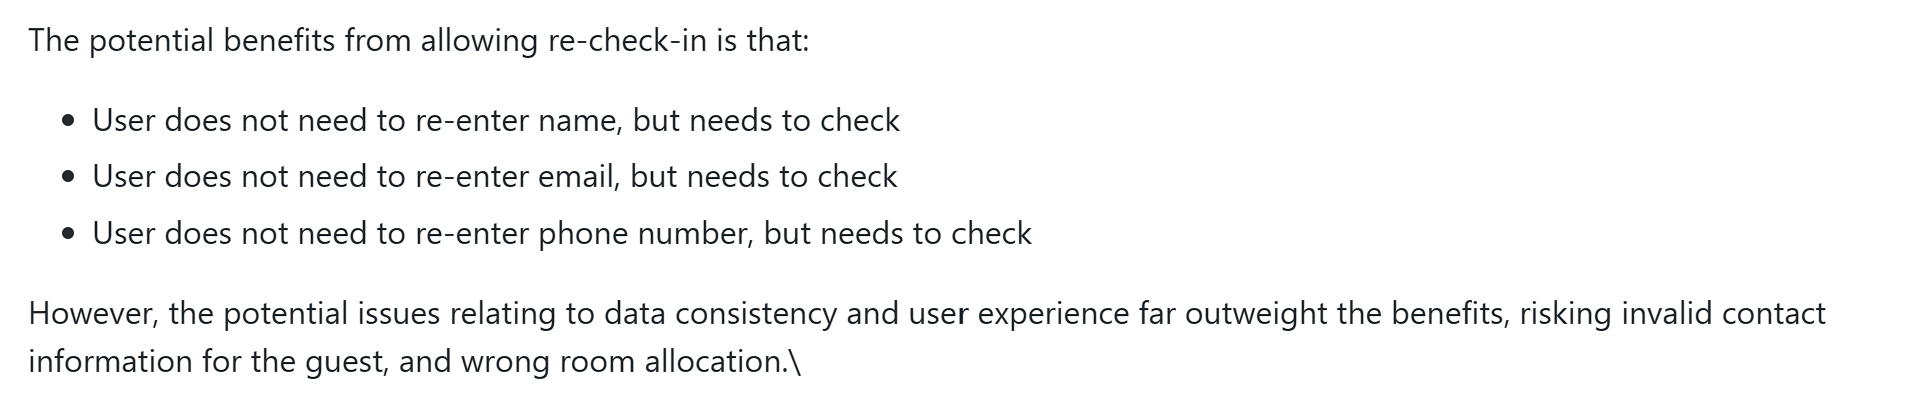 The potential benefits from allowing re-check-in is that:
• User does not need to re-enter name, but needs to check
• User does not need to re-enter email, but needs to check
• User does not need to re-enter phone number, but needs to check
However, the potential issues relating to data consistency and user experience far outweight the benefits, risking invalid contact
information for the guest, and wrong room allocation.\